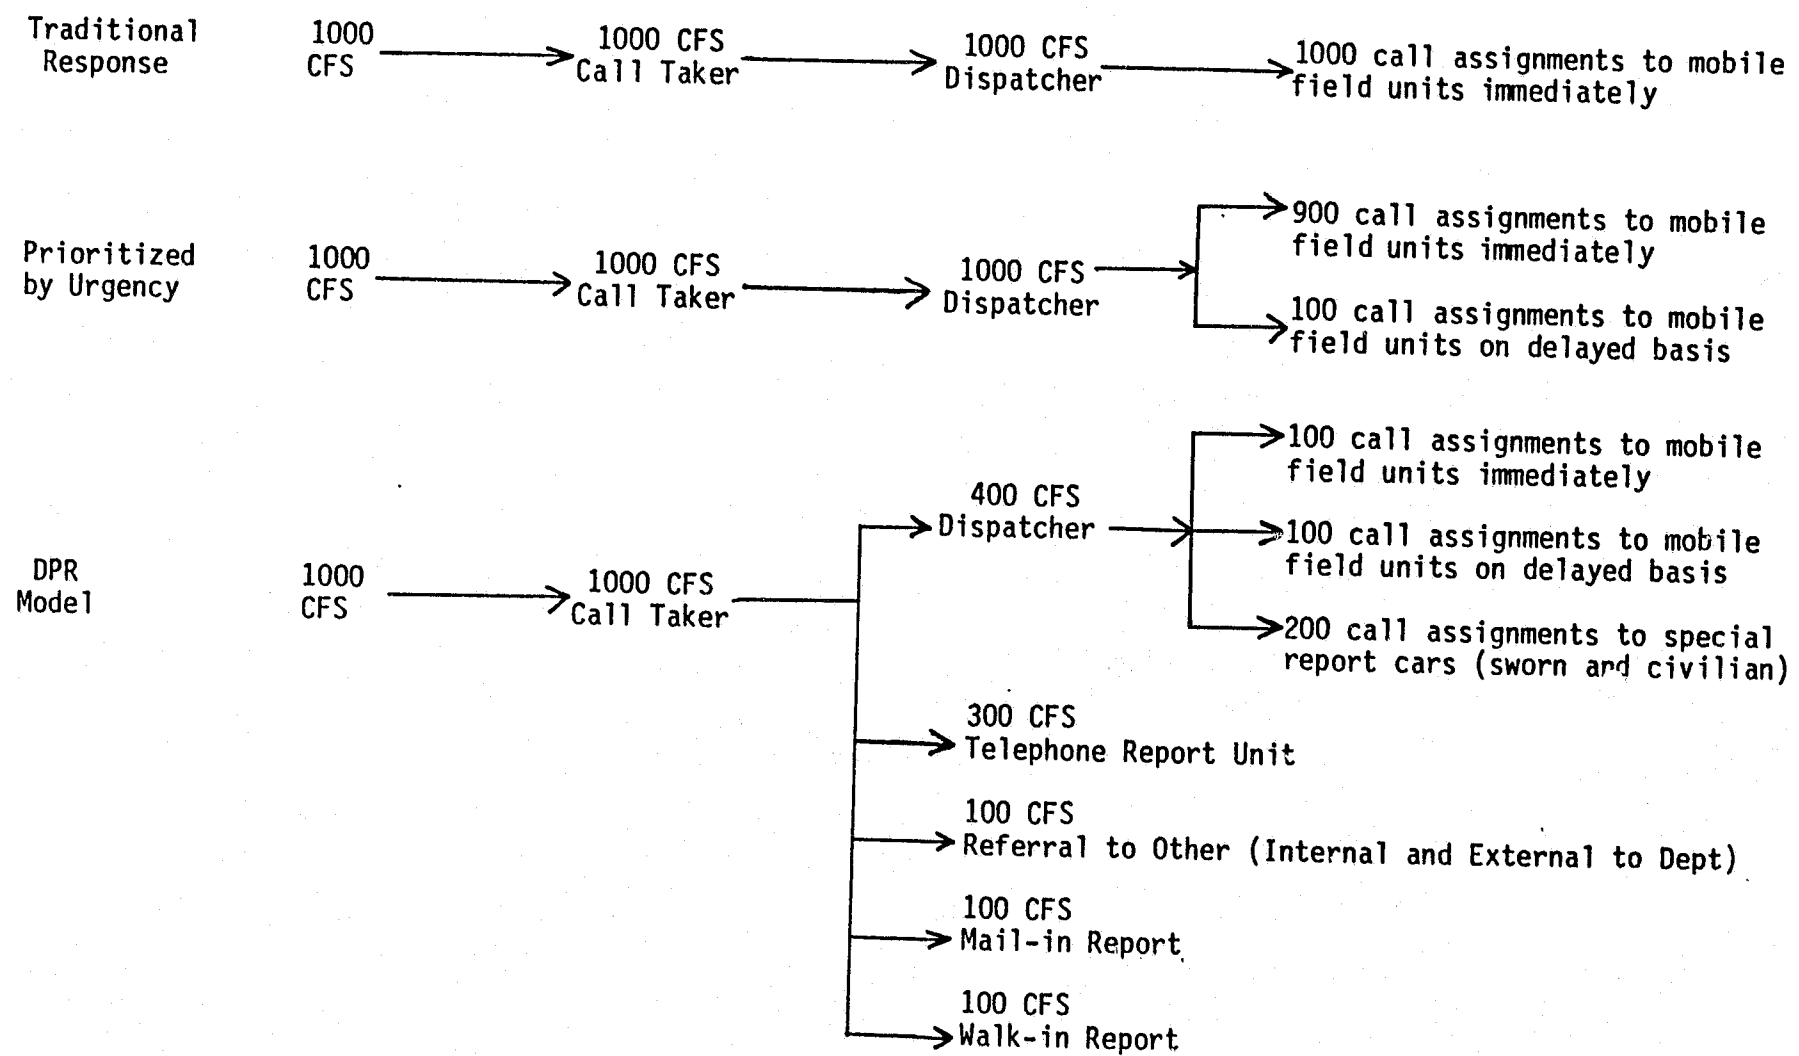 Traditional
Response
1000
CFS
1000 CFS
Call Taker
1000 CFS
Dispatcher
1000 call assignments to mobile
field units immediately
Prioritized
by Urgency
1000
CFS
1000 CFS
Call Taker
1000 CFS
Dispatcher
900 call assignments to mobile
field units immediately
100 call assignments to mobile
field units on delayed basis
DPR
Model
1000
CFS
1000 CFS
Call Taker
400 CFS
Dispatcher
100 call assignments to mobile
field units immediately
100 call assignments to mobile
field units on delayed basis
200 call assignments to special
report cars (sworn and civilian)
300 CFS
Telephone Report Unit
100 CFS
Referral to Other (Internal and External to Dept)
100 CFS
Mail-in Report
100 CFS
Walk-in Report